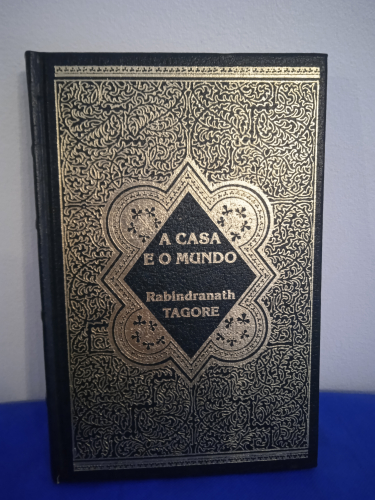 A CASA
E O MUNDO
Rabindranath
TAGORE